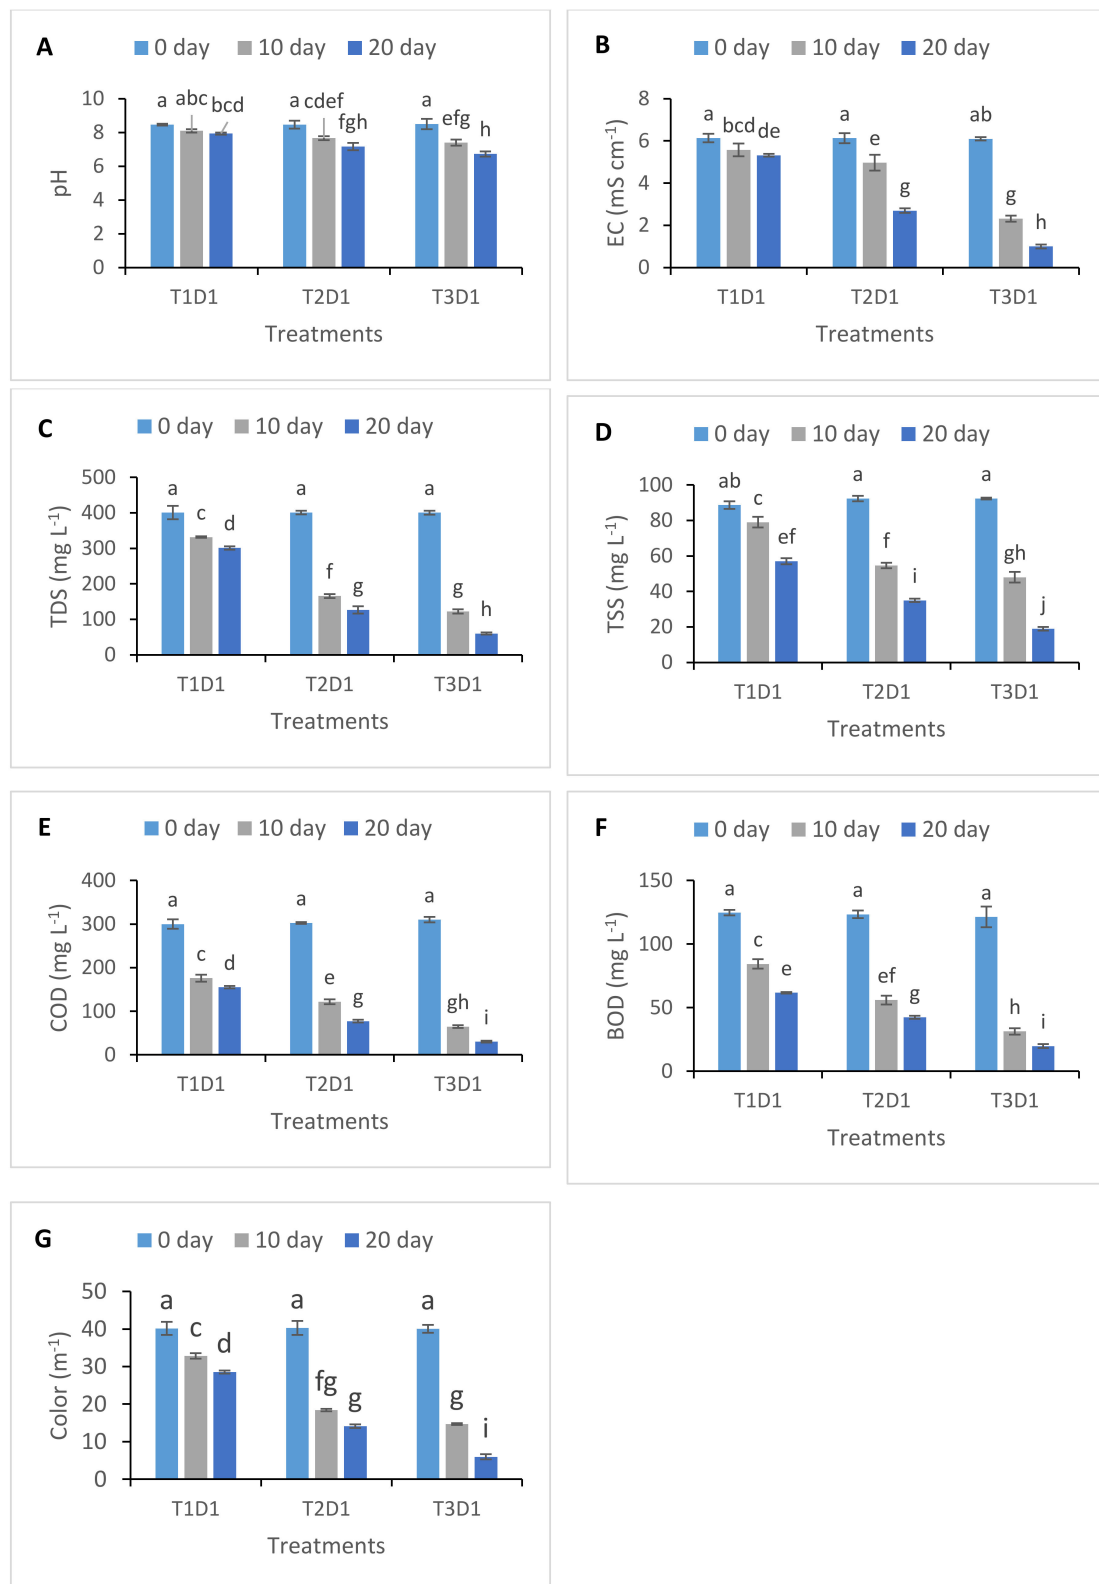 A
0 day 10 day 20 day
a abc bcd a cdef fgh a efg h
10
8
6
4
2
0
pH
T1D1 T2D1 T3D1
Treatments
B
0 day 10 day 20 day
a bcd de a e g ab g h
8
6
4
2
0
EC (mS cm-1)
T1D1 T2D1 T3D1
Treatments
C
0 day 10 day 20 day
a c d a f g a g h
500
400
300
200
100
0
TDS (mg L-1)
T1D1 T2D1 T3D1
Treatments
D
0 day 10 day 20 day
ab c ef a f i a gh j
100
80
60
40
20
0
TSS (mg L-1)
T1D1 T2D1 T3D1
Treatments
E
0 day 10 day 20 day
a c d a e g a gh i
400
300
200
100
0
COD (mg L-1)
T1D1 T2D1 T3D1
Treatments
F
0 day 10 day 20 day
a c e a ef g a h i
150
100
50
0
BOD (mg L-1)
T1D1 T2D1 T3D1
Treatments
G
0 day 10 day 20 day
a c d a fg g a g i
50
40
30
20
10
0
Color (m-1)
T1D1 T2D1 T3D1
Treatments